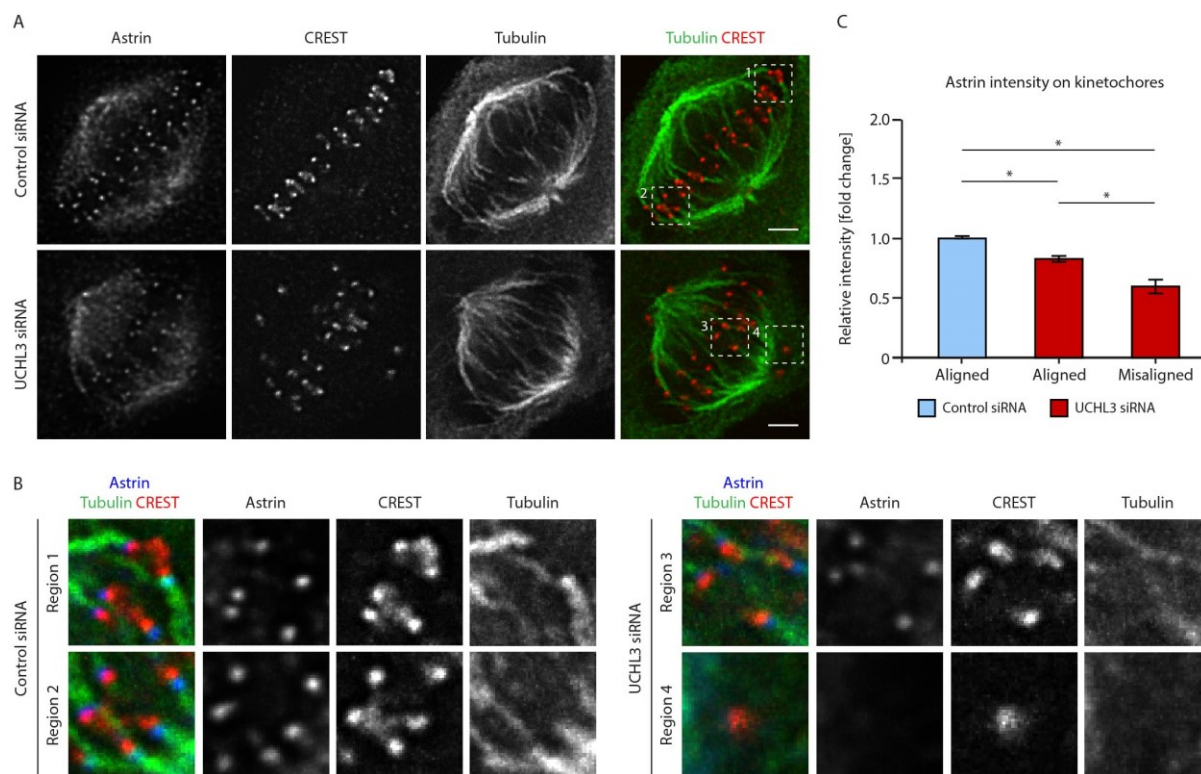 A
Astrin
CREST
Tubulin
Tubulin CREST
Control siRNA
1
2
UCHL3 siRNA
3
4
C
Astrin intensity on kinetochores
Relative intensity [fold change]
2.0
1.5
1.0
0.5
0
*
*
*
Aligned
Aligned
Misaligned
Control siRNA
UCHL3 siRNA
B
Astrin
Tubulin CREST
Astrin
CREST
Tubulin
Control siRNA
Region 1
Region 2
Astrin
Tubulin CREST
Astrin
CREST
Tubulin
UCHL3 siRNA
Region 3
Region 4